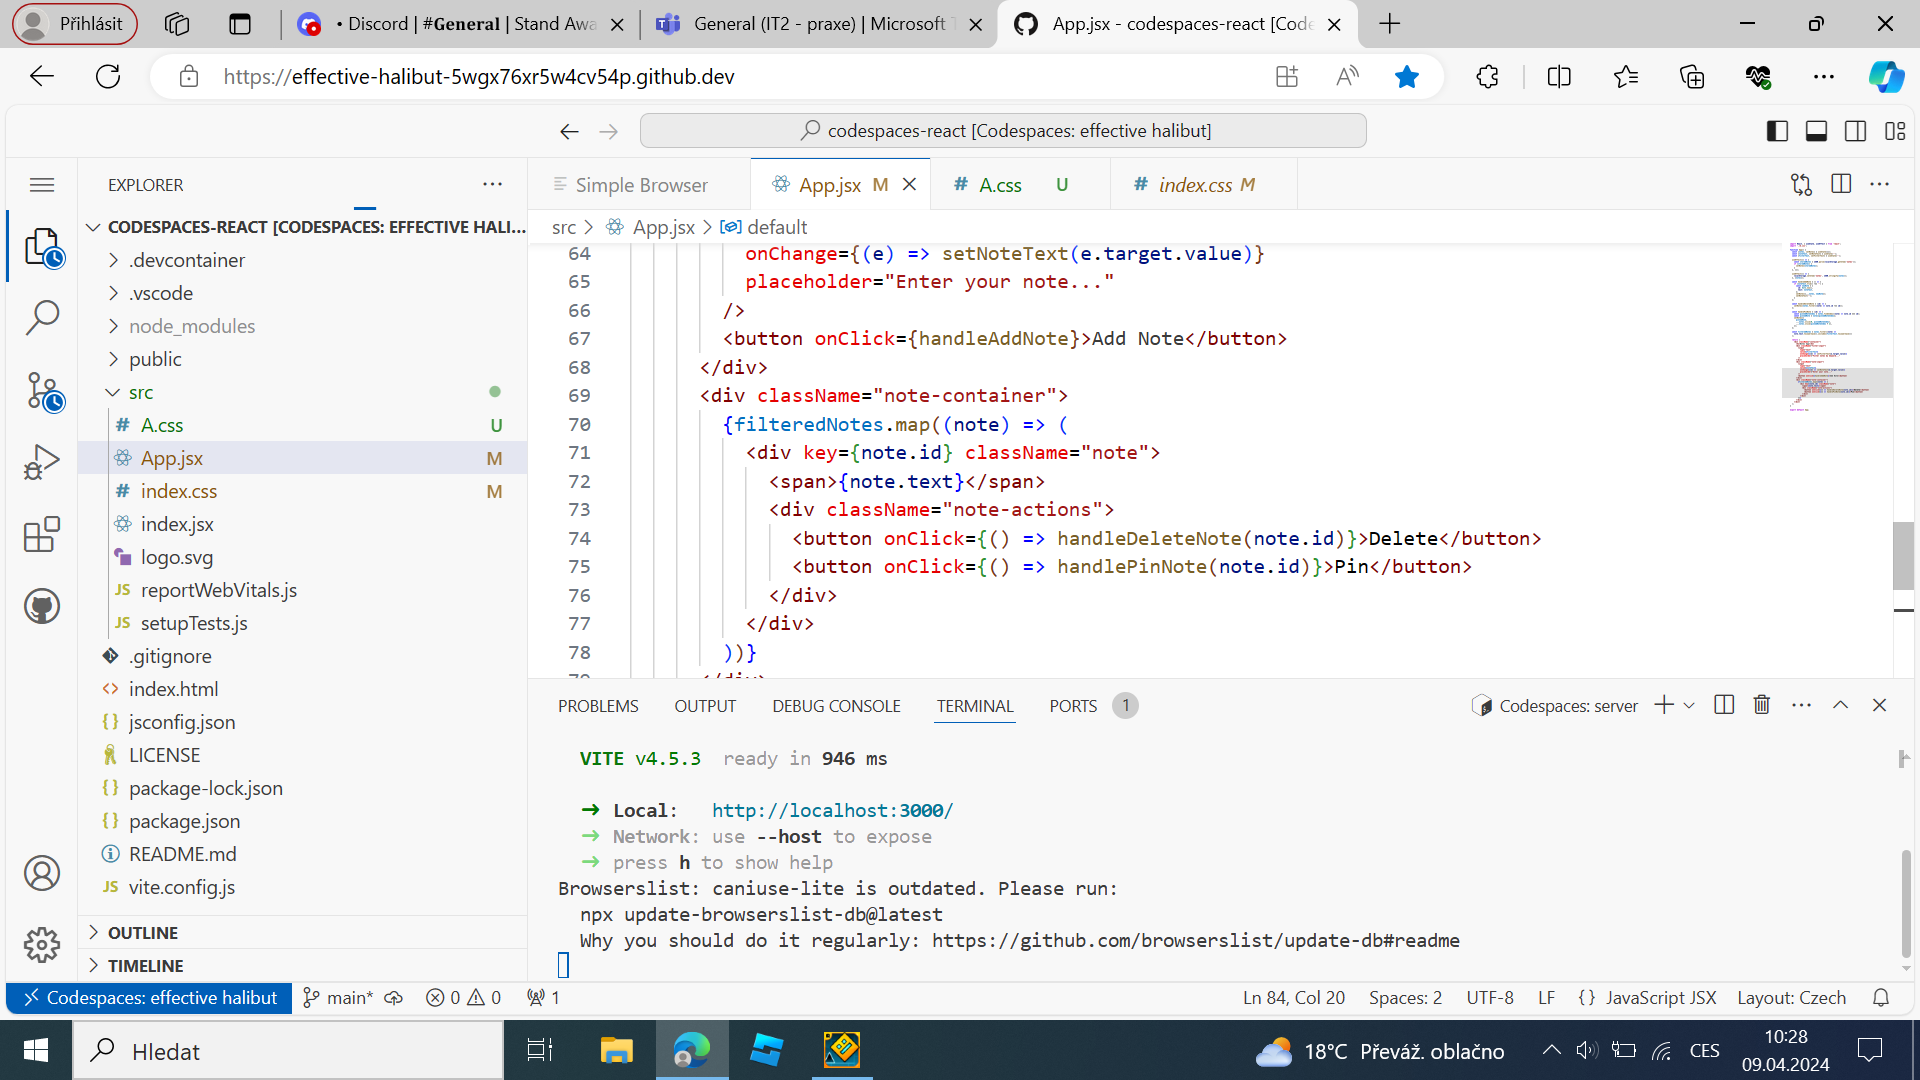 Přihlásit
• Discord | #General | Stand Awa
General (IT2 - praxe) | Microsoft T
App.jsx - codespaces-react [Code
https://effective-halibut-5wgx76xr5w4cv54p.github.dev
codespaces-react [Codespaces: effective halibut]
EXPLORER
Simple Browser
App.jsx M
# A.css U
# index.css M
CODESPACES-REACT [CODESPACES: EFFECTIVE HALI...
src > App.jsx > default
.devcontainer
.vscode
node_modules
public
src
# A.css U
App.jsx M
# index.css M
index.jsx
logo.svg
JS reportWebVitals.js
JS setupTests.js
.gitignore
<> index.html
{} jsconfig.json
LICENSE
{} package-lock.json
{} package.json
README.md
JS vite.config.js
OUTLINE
TIMELINE
64 onChange={(e) => setNoteText(e.target.value)}
65 placeholder="Enter your note..."
66 />
67 <button onClick={handleAddNote}>Add Note</button>
68 </div>
69 <div className="note-container">
70 {filteredNotes.map((note) => (
71 <div key={note.id} className="note">
72 <span>{note.text}</span>
73 <div className="note-actions">
74 <button onClick={() => handleDeleteNote(note.id)}>Delete</button>
75 <button onClick={() => handlePinNote(note.id)}>Pin</button>
76 </div>
77 </div>
78 ))}
PROBLEMS OUTPUT DEBUG CONSOLE TERMINAL PORTS 1
Codespaces: server
VITE v4.5.3 ready in 946 ms
➜ Local: http://localhost:3000/
➜ Network: use --host to expose
➜ press h to show help
Browserslist: caniuse-lite is outdated. Please run:
npx update-browserslist-db@latest
Why you should do it regularly: https://github.com/browserslist/update-db#readme
Codespaces: effective halibut
main*
0 0
1
Ln 84, Col 20
Spaces: 2
UTF-8
LF
{} JavaScript JSX
Layout: Czech
Hledat
18°C Převáž. oblačno
CES
10:28
09.04.2024